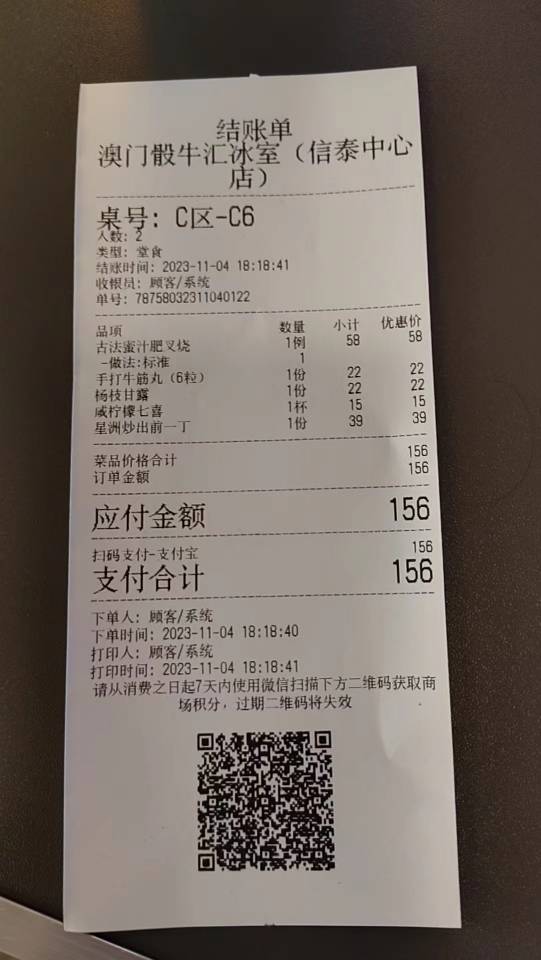 结账单
澳门骰牛汇冰室（信泰中心
店）
桌号：C区-C6
人数：2
类型：堂食
结账时间：2023-11-04 18:18:41
收银员：顾客/系统
单号：78758032311040122
品项 数量 小计 优惠价
古法蜜汁肥叉烧 1例 58 58
-做法:标准 1
手打牛筋丸（6粒） 1份 22 22
杨枝甘露 1份 22 22
咸柠檬七喜 1杯 15 15
星洲炒出前一丁 1份 39 39
菜品价格合计 156
订单金额 156
应付金额 156
扫码支付-支付宝 156
支付合计 156
下单人：顾客/系统
下单时间：2023-11-04 18:18:40
打印人：顾客/系统
打印时间：2023-11-04 18:18:41
请从消费之日起7天内使用微信扫描下方二维码获取商
场积分，过期二维码将失效